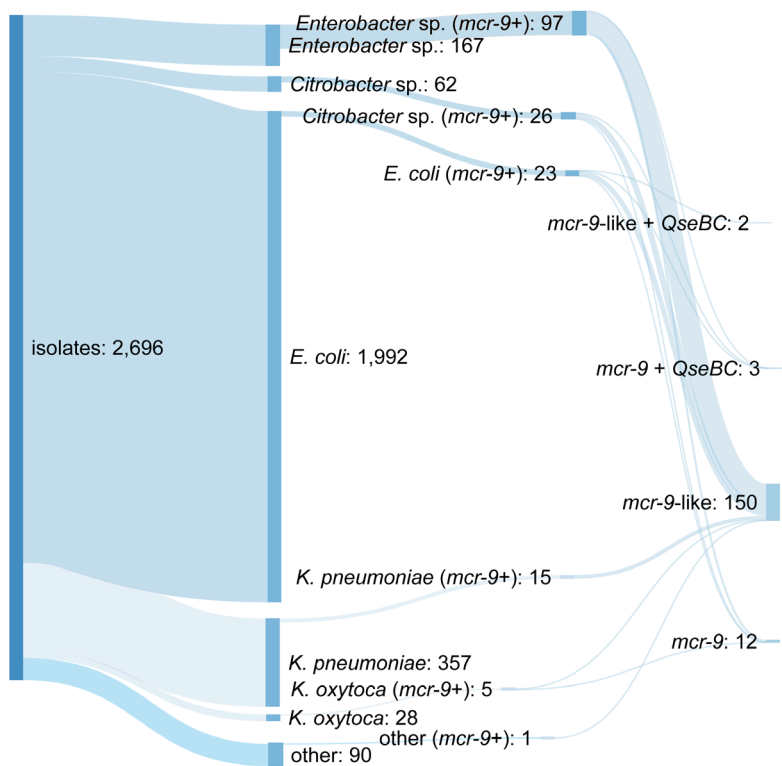 Enterobacter sp. (mcr-9+): 97
Enterobacter sp.: 167
Citrobacter sp.: 62
Citrobacter sp. (mcr-9+): 26
E. coli (mcr-9+): 23
mcr-9-like + QseBC: 2
isolates: 2,696
E. coli: 1,992
mcr-9 + QseBC: 3
mcr-9-like: 150
K. pneumoniae (mcr-9+): 15
mcr-9: 12
K. pneumoniae: 357
K. oxytoca (mcr-9+): 5
K. oxytoca: 28
other (mcr-9+): 1
other: 90